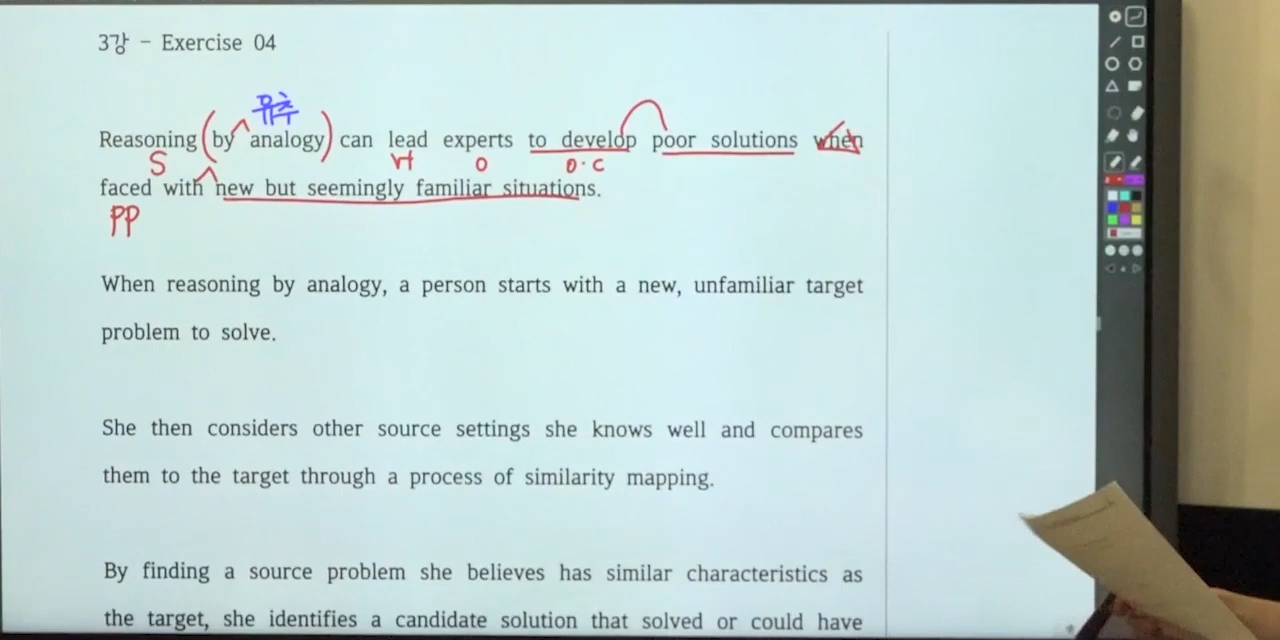 3강 - Exercise 04
유추
Reasoning (by analogy) can lead experts to develop poor solutions when
S vt O O·C
faced with new but seemingly familiar situations.
PP
When reasoning by analogy, a person starts with a new, unfamiliar target
problem to solve.
She then considers other source settings she knows well and compares
them to the target through a process of similarity mapping.
By finding a source problem she believes has similar characteristics as
the target, she identifies a candidate solution that solved or could have